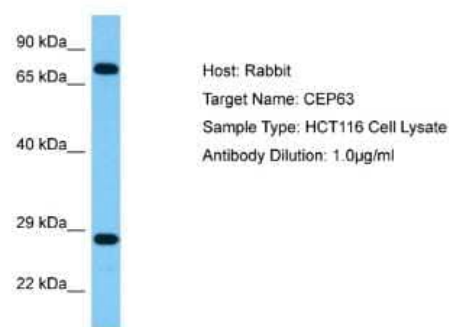 90 kDa
65 kDa
40 kDa
29 kDa
22 kDa
Host: Rabbit
Target Name: CEP63
Sample Type: HCT116 Cell Lysate
Antibody Dilution: 1.0µg/ml